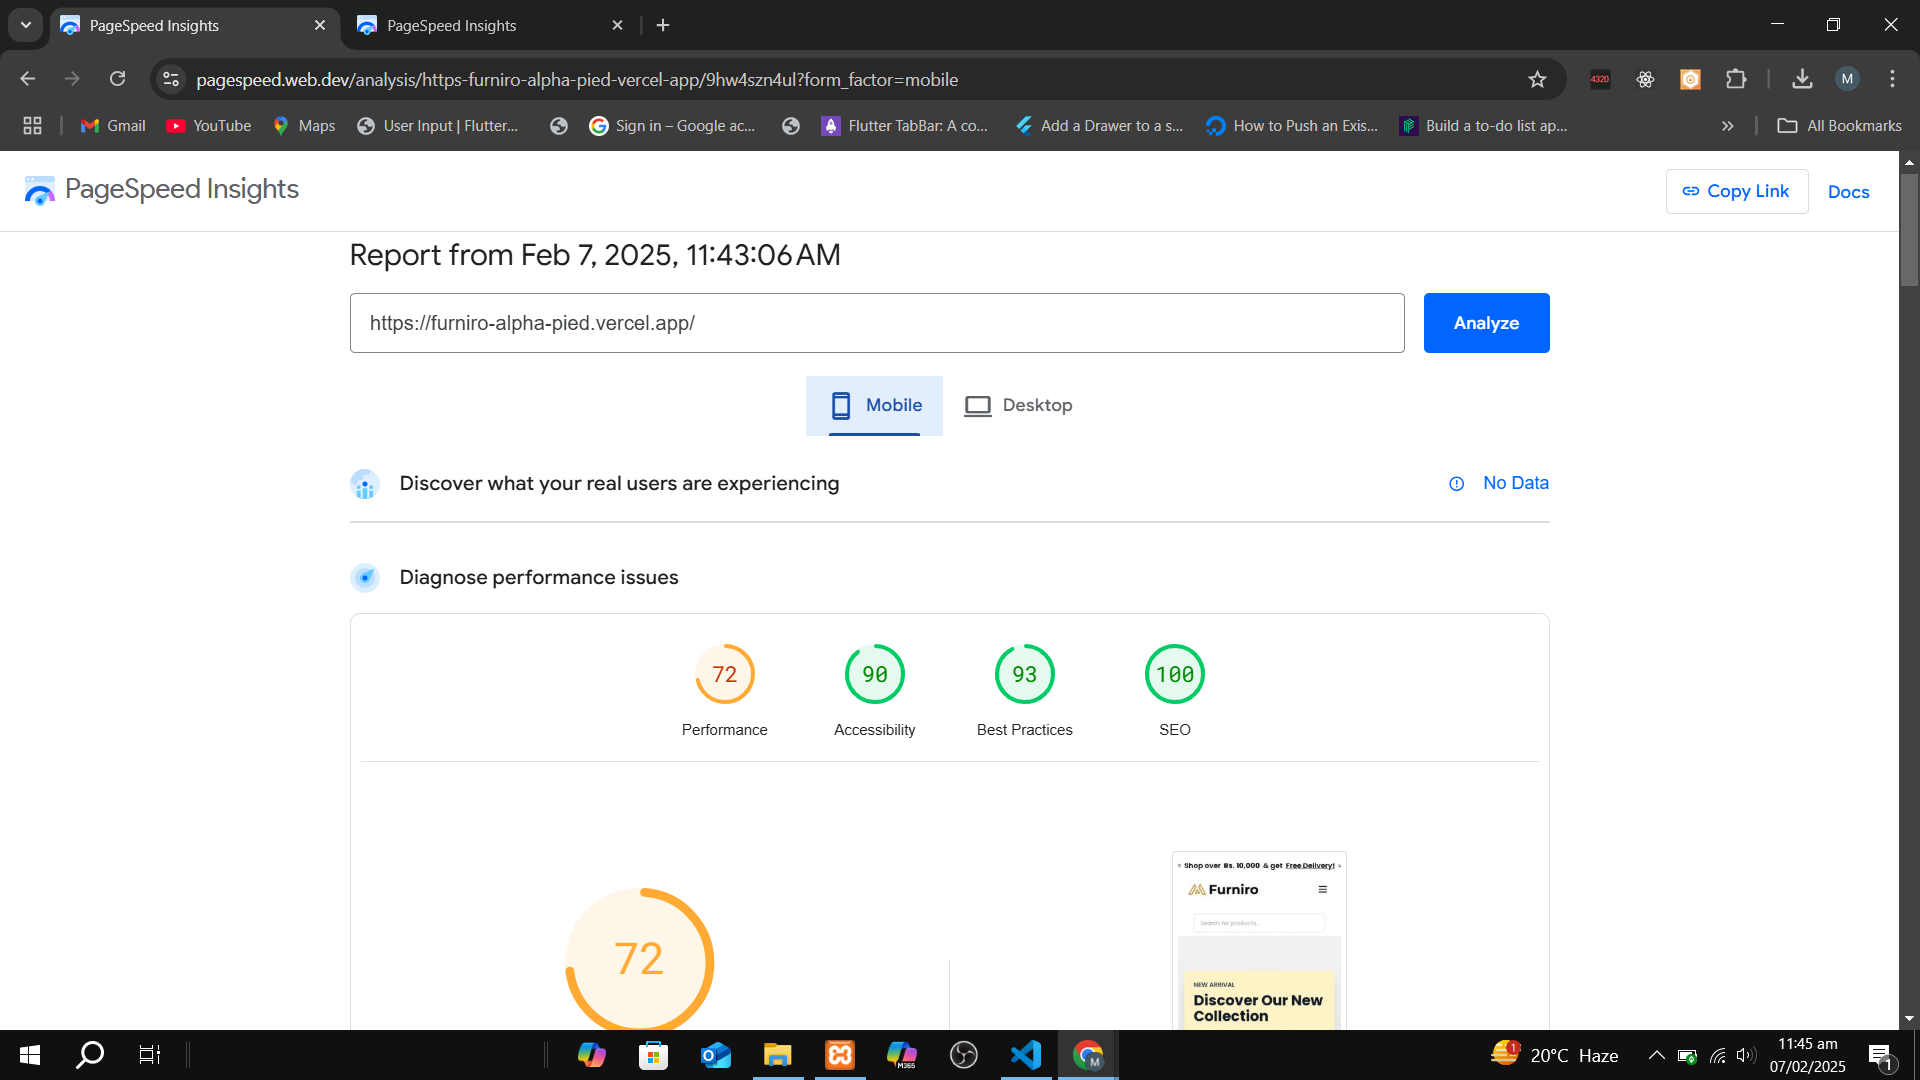 PageSpeed Insights
PageSpeed Insights
pagespeed.web.dev/analysis/https-furniro-alpha-pied-vercel-app/9hw4szn4ul?form_factor=mobile
4320
M
Gmail
YouTube
Maps
User Input | Flutter...
Sign in – Google ac...
Flutter TabBar: A co...
Add a Drawer to a s...
How to Push an Exis...
Build a to-do list ap...
All Bookmarks
PageSpeed Insights
Copy Link
Docs
Report from Feb 7, 2025, 11:43:06 AM
https://furniro-alpha-pied.vercel.app/
Analyze
Mobile
Desktop
Discover what your real users are experiencing
No Data
Diagnose performance issues
72
90
93
100
Performance
Accessibility
Best Practices
SEO
Shop over Rs. 10,000 & get Free Delivery!
Furniro
Search for products..
72
NEW ARRIVAL
Discover Our New
Collection
M365
M
1
20°C Haze
11:45 am
07/02/2025
1